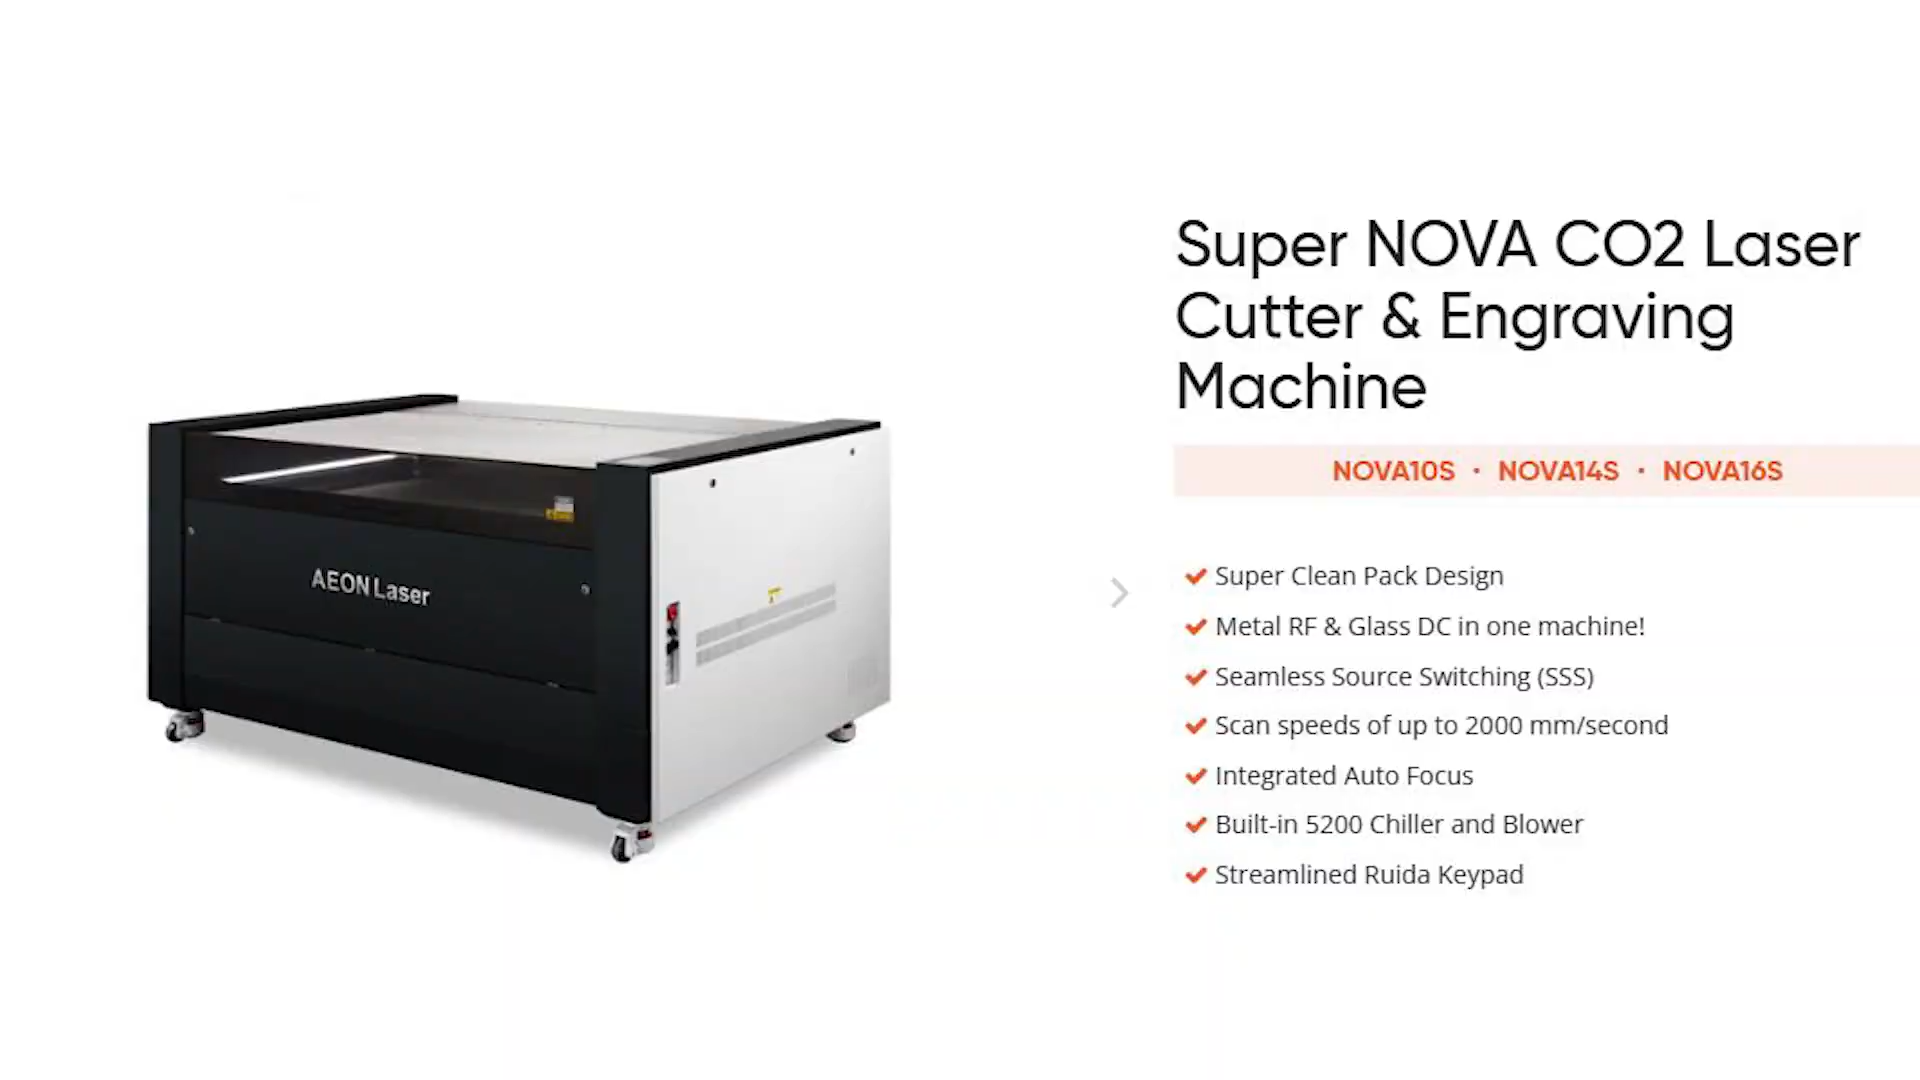 Super NOVA CO2 Laser
Cutter & Engraving
Machine
NOVA10S • NOVA14S • NOVA16S
Super Clean Pack Design
Metal RF & Glass DC in one machine!
Seamless Source Switching (SSS)
Scan speeds of up to 2000 mm/second
Integrated Auto Focus
Built-in 5200 Chiller and Blower
Streamlined Ruida Keypad
AEON Laser